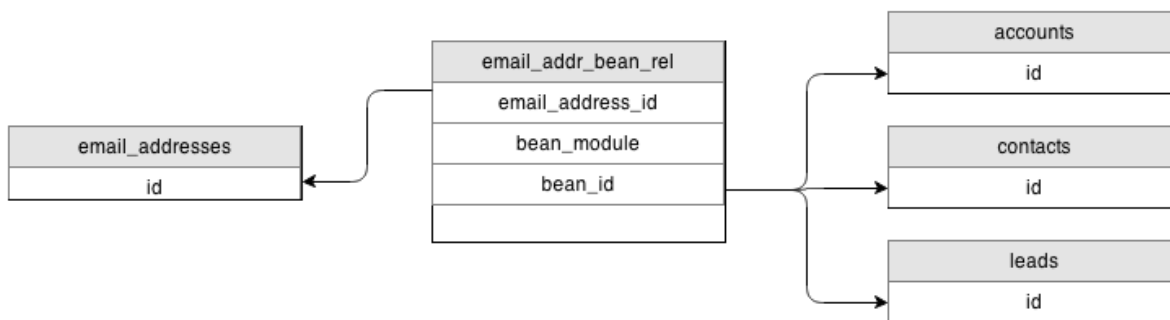 email_addresses
id
email_addr_bean_rel
email_address_id
bean_module
bean_id
accounts
id
contacts
id
leads
id